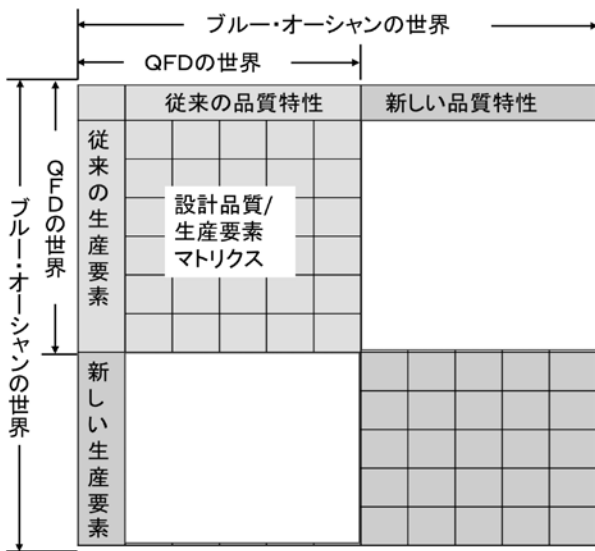 ブルー・オーシャンの世界
QFDの世界
従来の品質特性
新しい品質特性
ブルー・オーシャンの世界
QFDの世界
従来の生産要素
設計品質/
生産要素
マトリクス
新しい生産要素